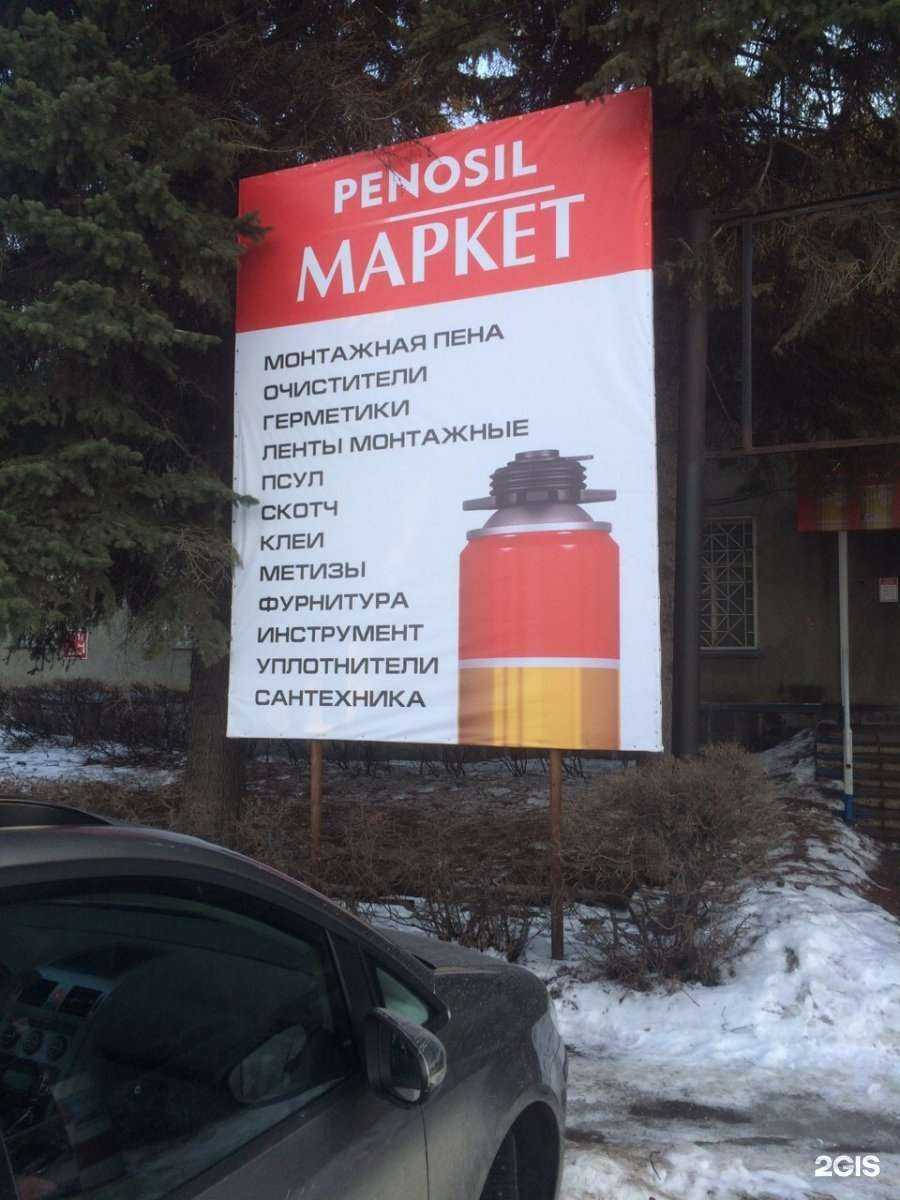 PENOSIL
МАРКЕТ
МОНТАЖНАЯ ПЕНА
ОЧИСТИТЕЛИ
ГЕРМЕТИКИ
ЛЕНТЫ МОНТАЖНЫЕ
ПСУЛ
СКОТЧ
КЛЕИ
МЕТИЗЫ
ФУРНИТУРА
ИНСТРУМЕНТ
УПЛОТНИТЕЛИ
САНТЕХНИКА
2GIS